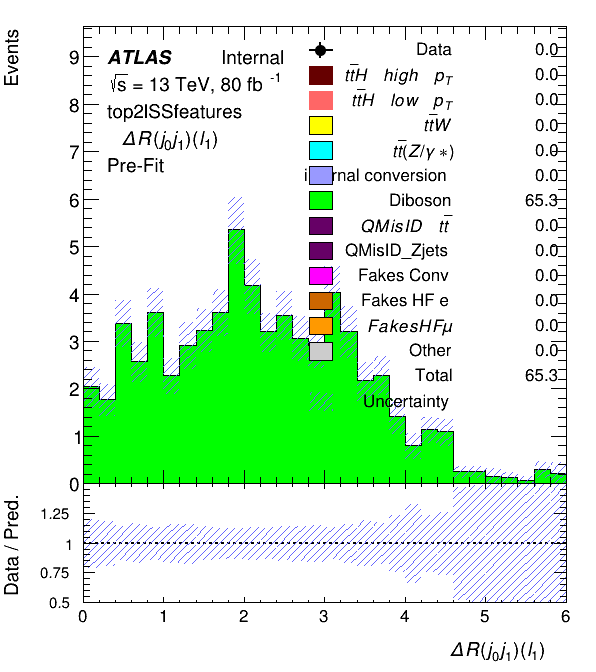 Events
ATLAS Internal
√s = 13 TeV, 80 fb -1
top2lSSfeatures
ΔR(j0j1)(l1)
Pre-Fit
Data 0.0
tt̄H high pT 0.0
tt̄H low pT 0.0
tt̄W 0.0
tt̄(Z/γ*) 0.0
rnal conversion 0.0
Diboson 65.3
QMisID tt̄ 0.0
QMisID_Zjets 0.0
Fakes Conv 0.0
Fakes HF e 0.0
FakesHFμ 0.0
Other 0.0
Total 65.3
Uncertainty
9
8
7
6
5
4
3
2
1
0
Data / Pred.
1.25
1
0.75
0.5
0 1 2 3 4 5 6
ΔR(j0j1)(l1)